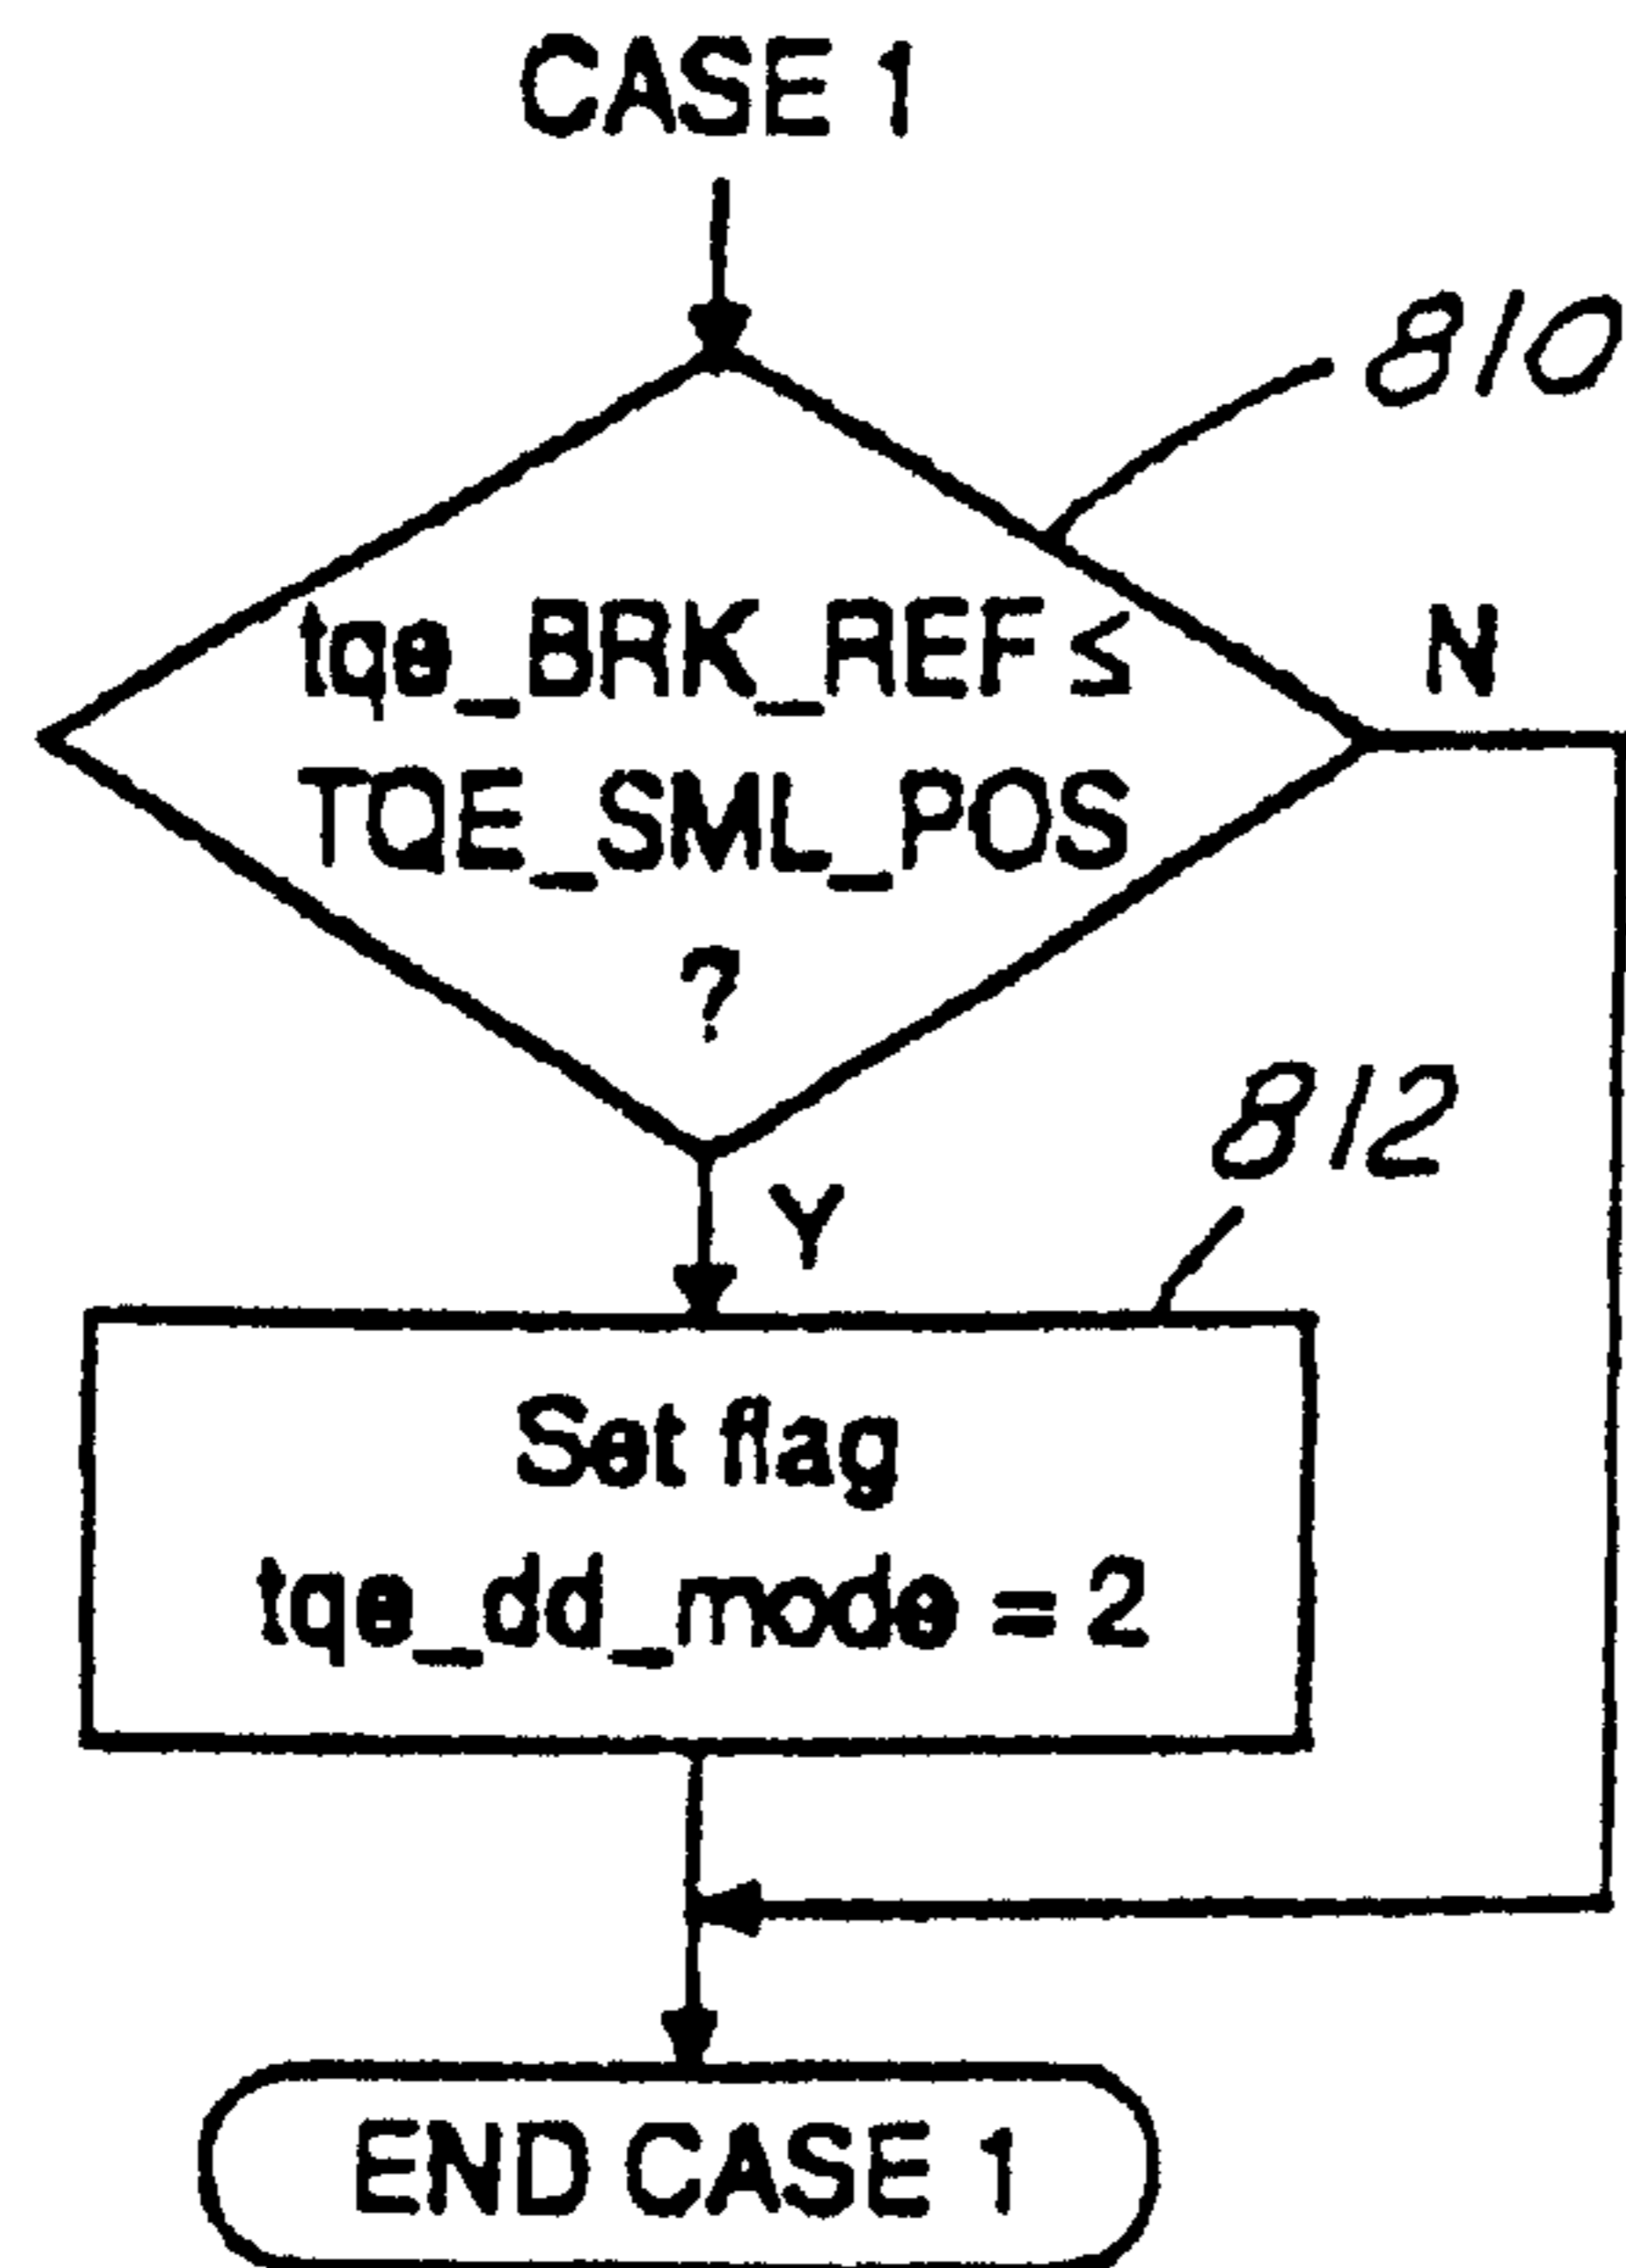 CASE 1
810
tqe_BRK_REF ≤
TQE_SML_POS
?
N
Y
812
Set flag
tqe_dd_mode = 2
END CASE 1